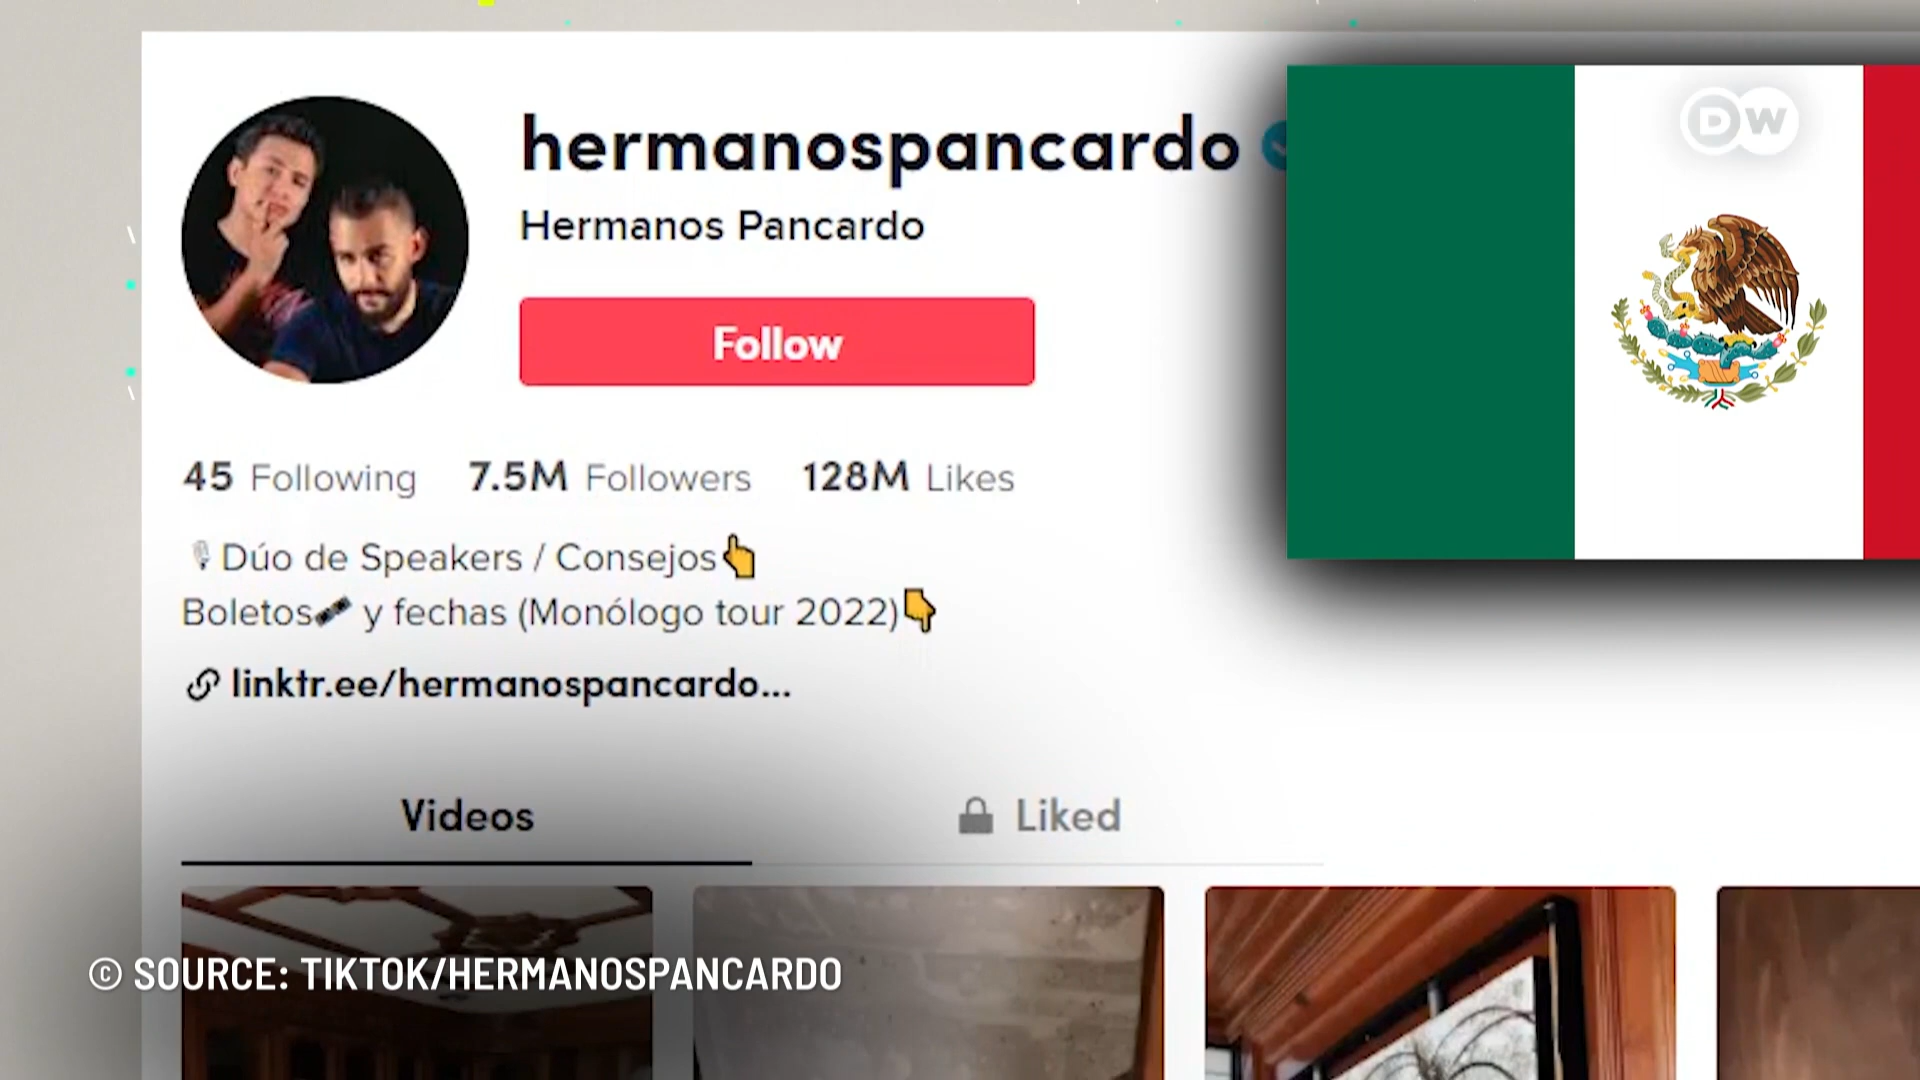 hermanospancardo
Hermanos Pancardo
Follow
45 Following 7.5M Followers 128M Likes
🎙Dúo de Speakers / Consejos👆
Boletos🎟 y fechas (Monólogo tour 2022)👇
linktr.ee/hermanospancardo...
Videos
Liked
© SOURCE: TIKTOK/HERMANOSPANCARDO
DW